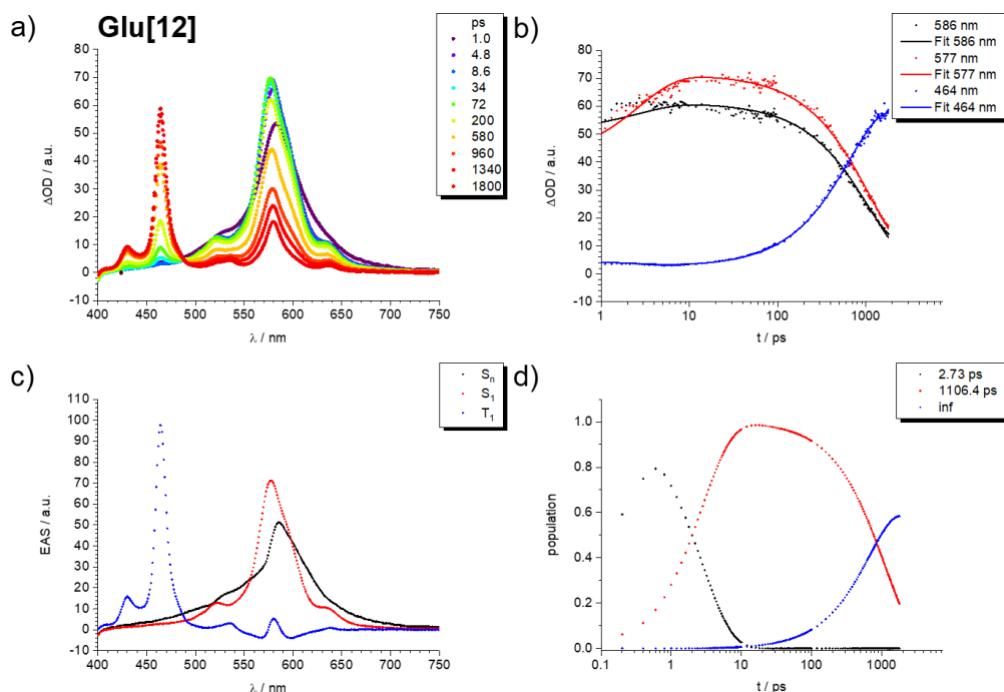 a)
Glu[12]
ps
1.0
4.8
8.6
34
72
200
580
960
1340
1800
80
70
60
50
40
30
20
10
0
-10
ΔOD / a.u.
400 450 500 550 600 650 700 750
λ / nm
b)
586 nm
Fit 586 nm
577 nm
Fit 577 nm
464 nm
Fit 464 nm
80
70
60
50
40
30
20
10
0
-10
ΔOD / a.u.
1 10 100 1000
t / ps
c)
Sn
S1
T1
110
100
90
80
70
60
50
40
30
20
10
0
-10
EAS / a.u.
400 450 500 550 600 650 700 750
λ / nm
d)
2.73 ps
1106.4 ps
inf
1.0
0.8
0.6
0.4
0.2
0.0
population
0.1 1 10 100 1000
t / ps